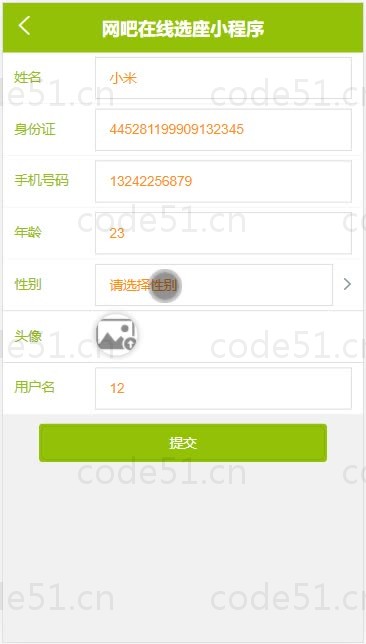 网吧在线选座小程序
姓名 小米
身份证 445281199909132345
手机号码 13242256879
年龄 23
性别 请选择性别
头像
用户名 12
提交
code51.cn code51.cn
code51.cn
code51.cn code51.cn
code51.cn
code51.cn code51.cn